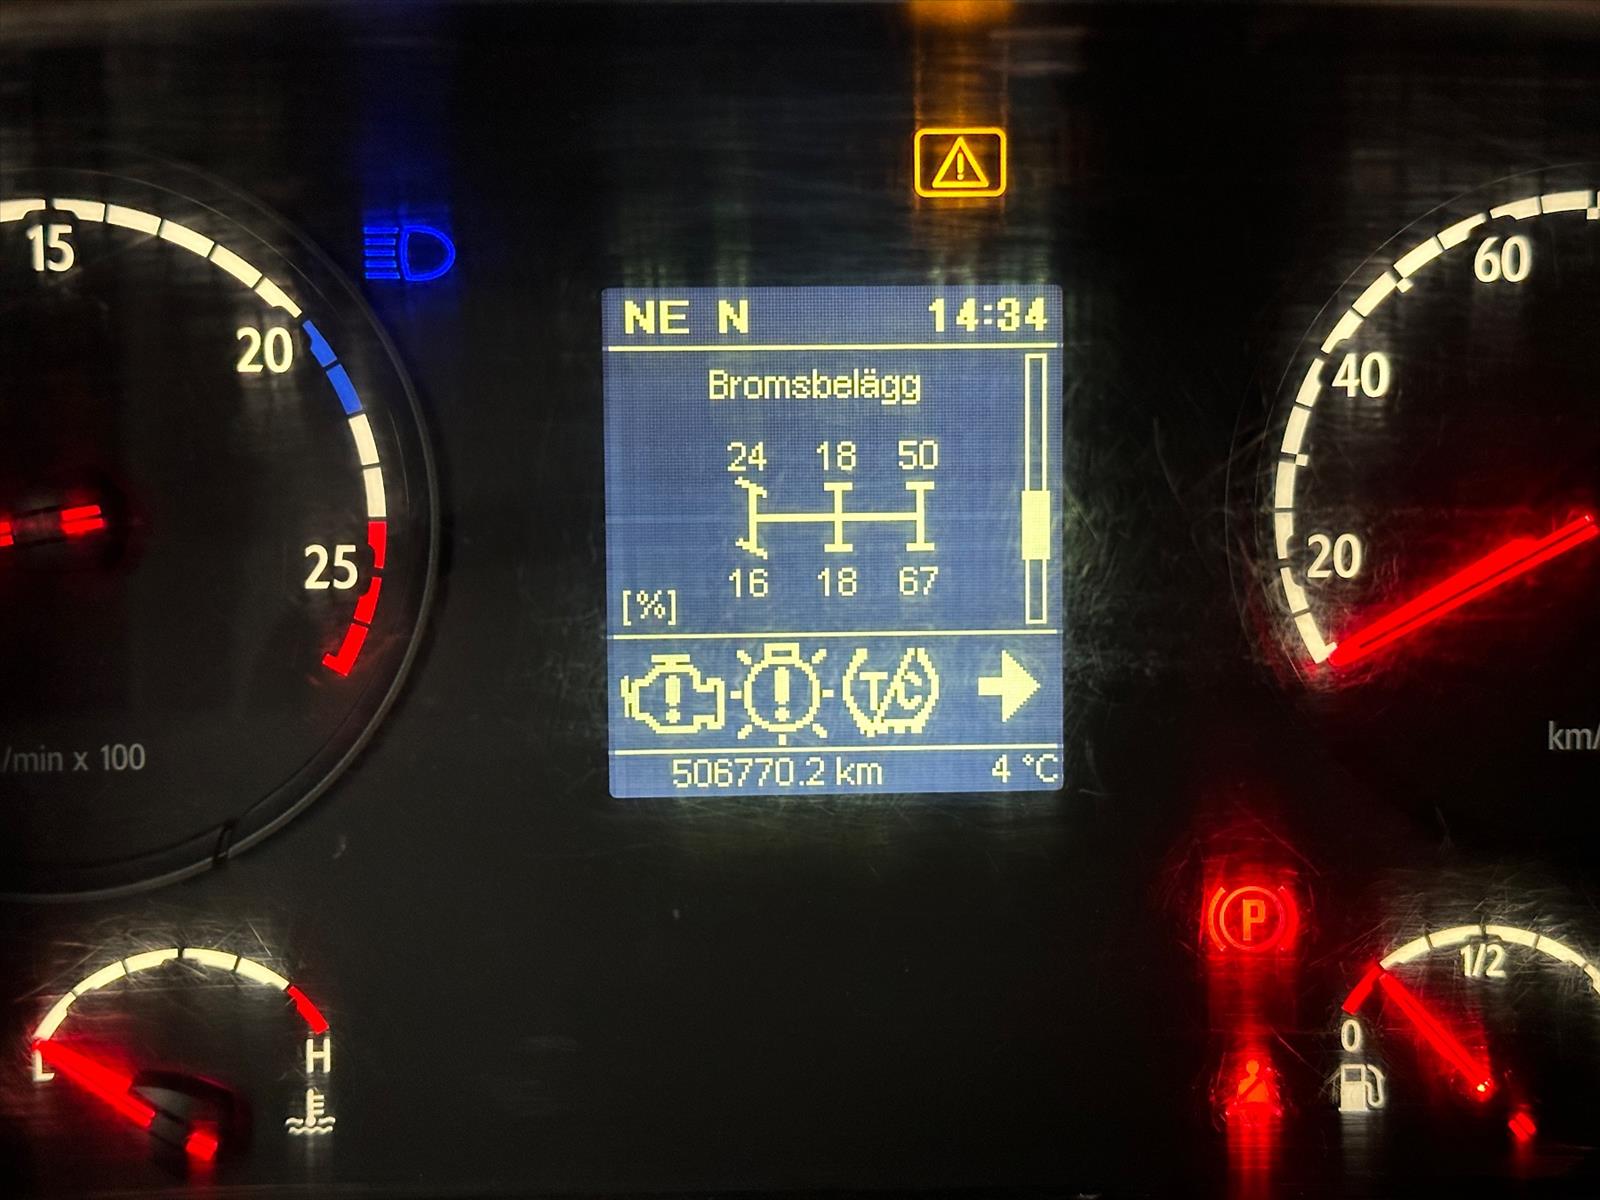 15
20
25
/min x 100
NE N 14:34
Bromsbelägg
24 18 50
16 18 67
[%]
T/C
506770.2 km 4 °C
60
40
20
km/
L
H
P
1/2
0